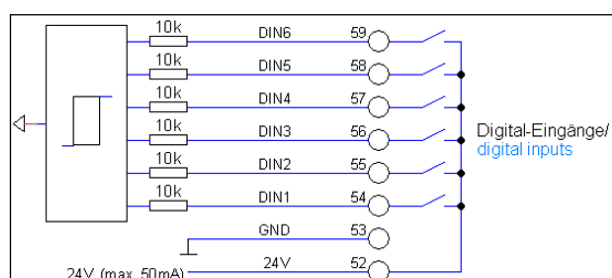 10k DIN6 59
10k DIN5 58
10k DIN4 57
10k DIN3 56
10k DIN2 55
10k DIN1 54
Digital-Eingänge/
digital inputs
GND 53
24V (max. 50mA) 24V 52